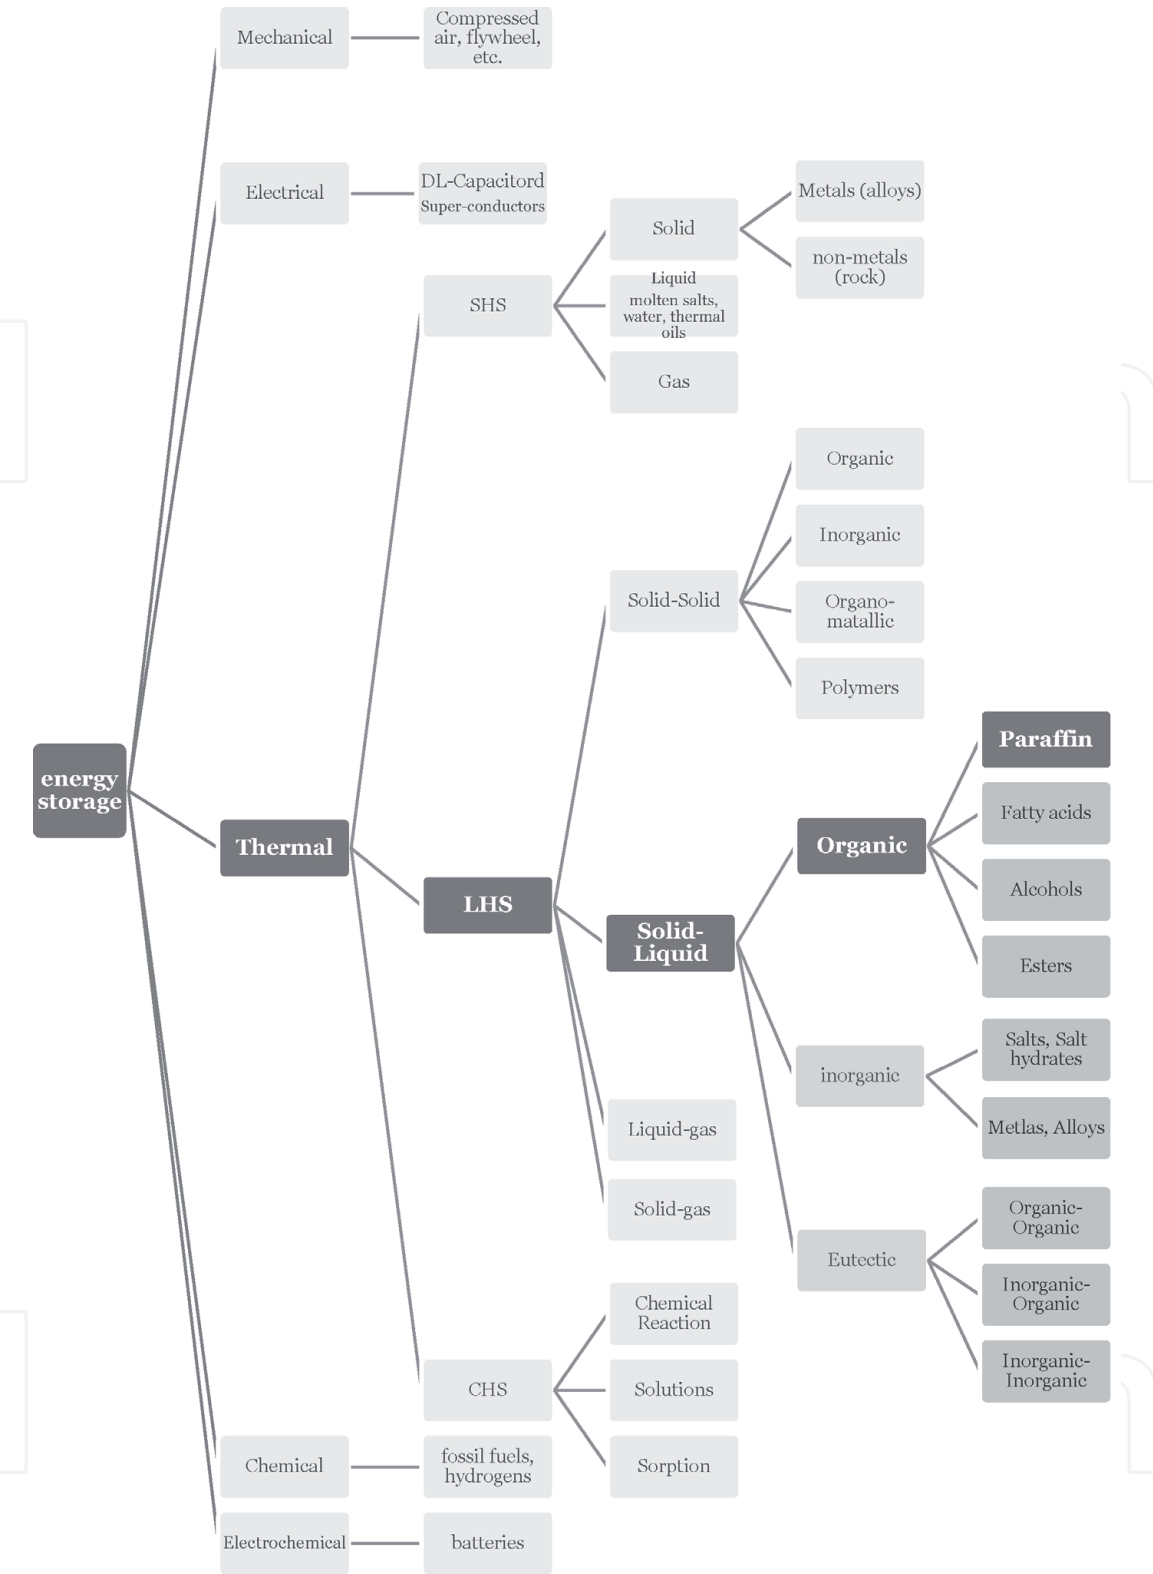 Mechanical
Compressed
air, flywheel,
etc.
Electrical
DL-Capacitord
Super-conductors
SHS
Solid
Metals (alloys)
non-metals
(rock)
Liquid
molten salts,
water, thermal
oils
Gas
energy
storage
Thermal
LHS
Solid-Solid
Organic
Inorganic
Organo-
matallic
Polymers
Solid-
Liquid
Organic
Paraffin
Fatty acids
Alcohols
Esters
inorganic
Salts, Salt
hydrates
Metlas, Alloys
Eutectic
Organic-
Organic
Inorganic-
Organic
Inorganic-
Inorganic
Liquid-gas
Solid-gas
CHS
Chemical
Reaction
Solutions
Sorption
Chemical
fossil fuels,
hydrogens
Electrochemical
batteries